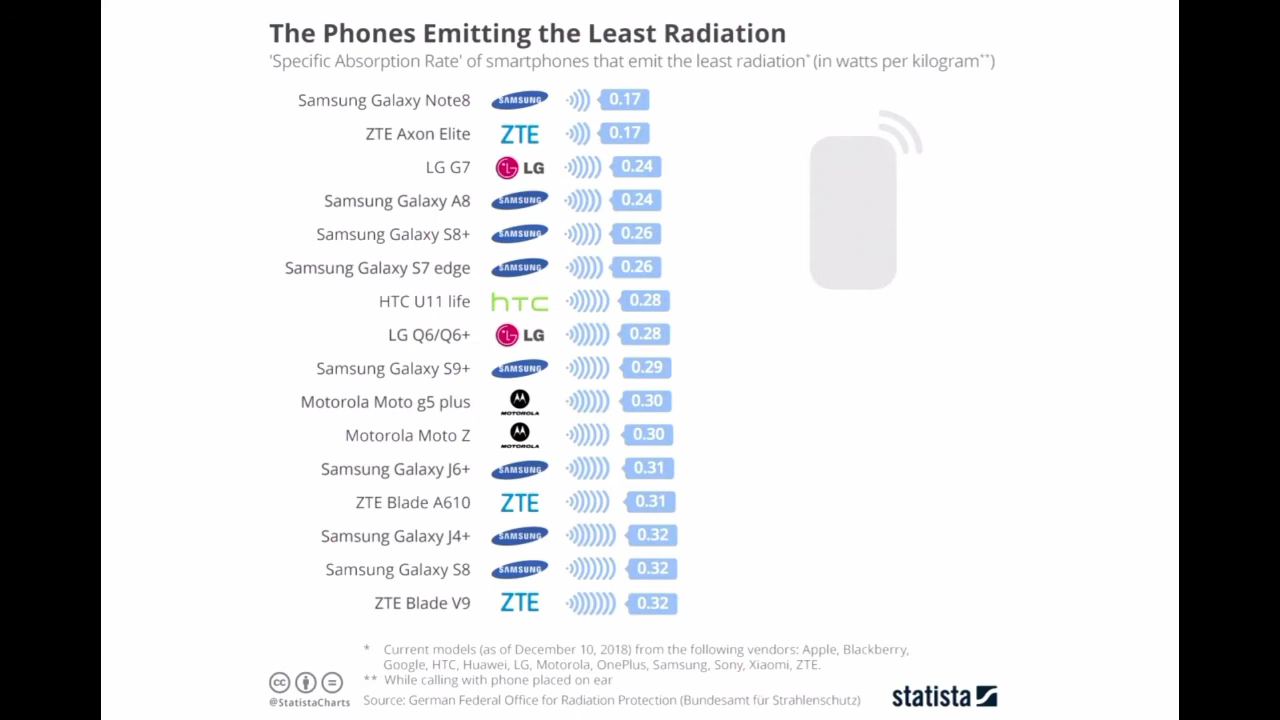 The Phones Emitting the Least Radiation
'Specific Absorption Rate' of smartphones that emit the least radiation* (in watts per kilogram**)
Samsung Galaxy Note8 SAMSUNG 0.17
ZTE Axon Elite ZTE 0.17
LG G7 LG 0.24
Samsung Galaxy A8 SAMSUNG 0.24
Samsung Galaxy S8+ SAMSUNG 0.26
Samsung Galaxy S7 edge SAMSUNG 0.26
HTC U11 life hTC 0.28
LG Q6/Q6+ LG 0.28
Samsung Galaxy S9+ SAMSUNG 0.29
Motorola Moto g5 plus MOTOROLA 0.30
Motorola Moto Z MOTOROLA 0.30
Samsung Galaxy J6+ SAMSUNG 0.31
ZTE Blade A610 ZTE 0.31
Samsung Galaxy J4+ SAMSUNG 0.32
Samsung Galaxy S8 SAMSUNG 0.32
ZTE Blade V9 ZTE 0.32
* Current models (as of December 10, 2018) from the following vendors: Apple, Blackberry,
Google, HTC, Huawei, LG, Motorola, OnePlus, Samsung, Sony, Xiaomi, ZTE.
** While calling with phone placed on ear
Source: German Federal Office for Radiation Protection (Bundesamt für Strahlenschutz)
cc
@StatistaCharts
statista